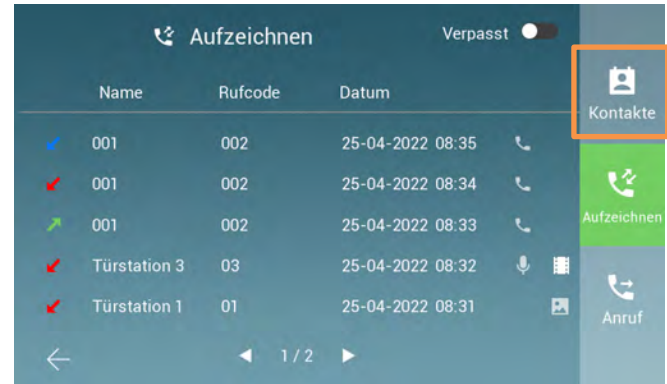 Aufzeichnen
Verpasst
Name Rufcode Datum
001 002 25-04-2022 08:35
001 002 25-04-2022 08:34
001 002 25-04-2022 08:33
Türstation 3 03 25-04-2022 08:32
Türstation 1 01 25-04-2022 08:31
1 / 2
Kontakte
Aufzeichnen
Anruf